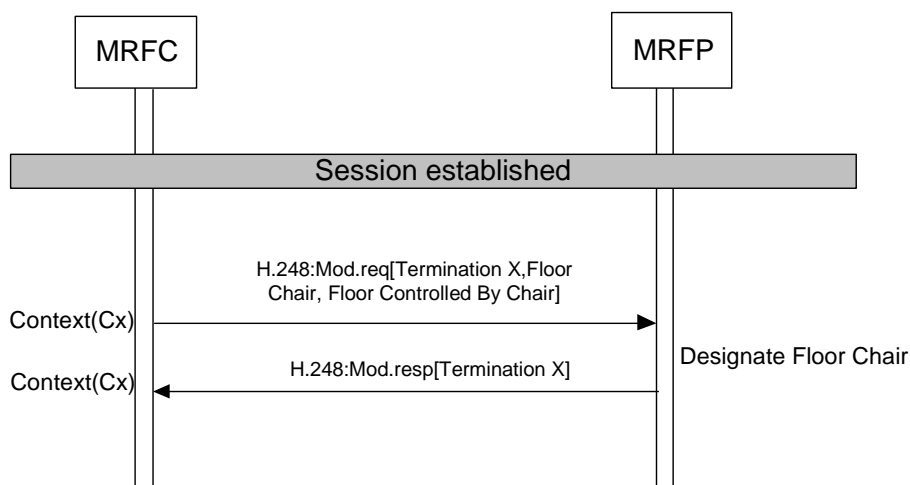 MRFC
MRFP
Session established
H.248:Mod.req[Termination X,Floor
Chair, Floor Controlled By Chair]
Context(Cx)
Designate Floor Chair
H.248:Mod.resp[Termination X]
Context(Cx)